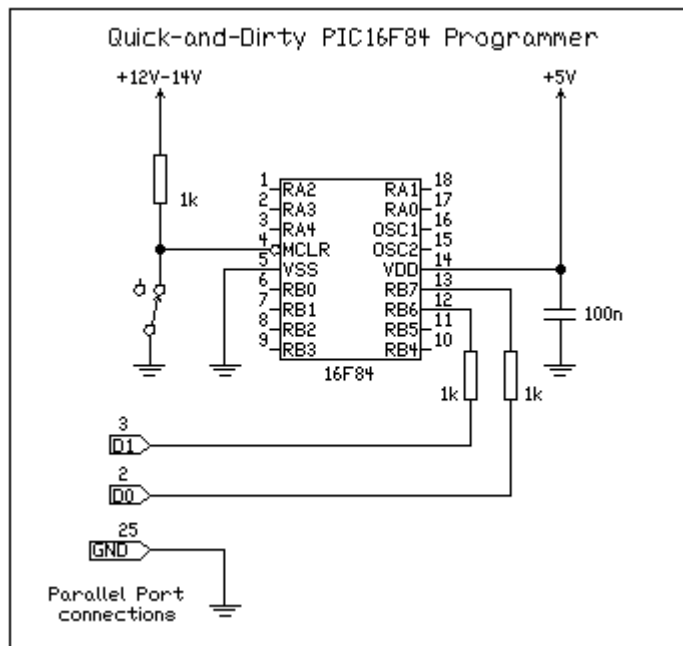 Quick-and-Dirty PIC16F84 Programmer
+12V-14V
+5V
1k
1 RA2 RA1 18
2 RA3 RA0 17
3 RA4 OSC1 16
4 MCLR OSC2 15
5 VSS VDD 14
6 RB0 RB7 13
7 RB1 RB6 12
8 RB2 RB5 11
9 RB3 RB4 10
16F84
100n
1k 1k
3
D1
2
D0
25
GND
Parallel Port
connections